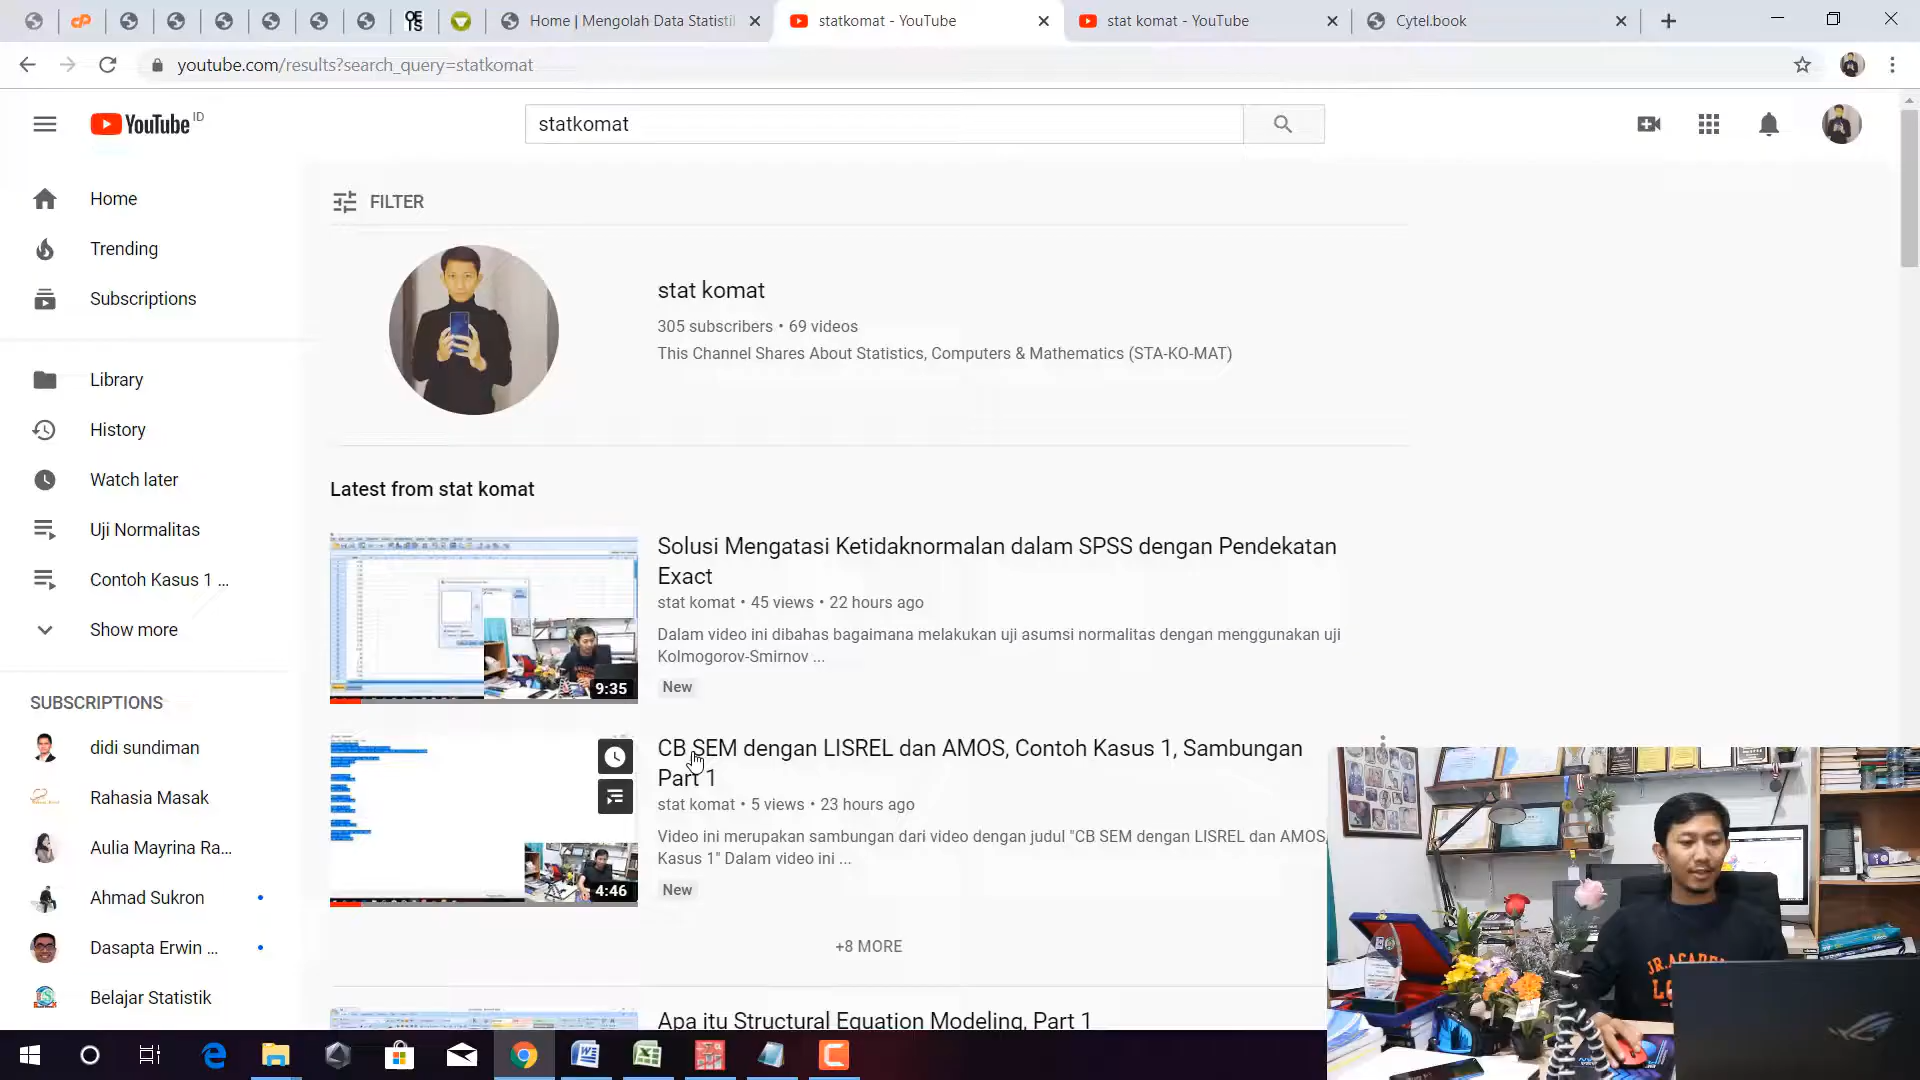 Home | Mengolah Data Statistil
statkomat - YouTube
stat komat - YouTube
Cytel.book
youtube.com/results?search_query=statkomat
YouTube ID
statkomat
Home
Trending
Subscriptions
Library
History
Watch later
Uji Normalitas
Contoh Kasus 1 ...
Show more
SUBSCRIPTIONS
didi sundiman
Rahasia Masak
Aulia Mayrina Ra...
Ahmad Sukron
Dasapta Erwin ...
Belajar Statistik
FILTER
stat komat
305 subscribers • 69 videos
This Channel Shares About Statistics, Computers & Mathematics (STA-KO-MAT)
Latest from stat komat
9:35
Solusi Mengatasi Ketidaknormalan dalam SPSS dengan Pendekatan
Exact
stat komat • 45 views • 22 hours ago
Dalam video ini dibahas bagaimana melakukan uji asumsi normalitas dengan menggunakan uji
Kolmogorov-Smirnov ...
New
4:46
CB SEM dengan LISREL dan AMOS, Contoh Kasus 1, Sambungan
Part 1
stat komat • 5 views • 23 hours ago
Video ini merupakan sambungan dari video dengan judul "CB SEM dengan LISREL dan AMOS,
Kasus 1" Dalam video ini ...
New
+8 MORE
Apa itu Structural Equation Modeling, Part 1
JR.ACADE